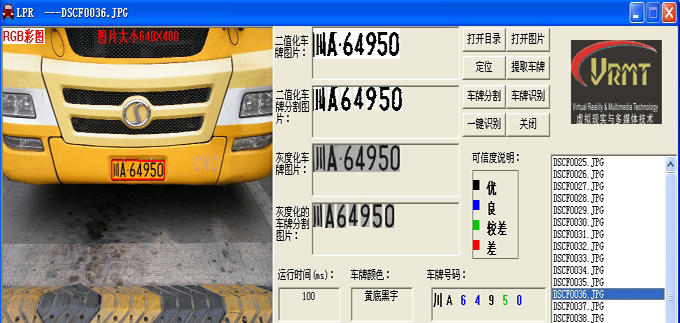 LPR ---DSCF0036.JPG
RGB彩图
图片大小640X480
川A·64950
二值化车牌图片：
川A·64950
二值化车牌分割图片：
川A64950
灰度化车牌图片：
川A·64950
灰度化的车牌分割图片：
川A64950
打开目录 打开图片
定位 提取车牌
车牌分割 车牌识别
一键识别 关闭
VRMT
Virtual Reality & Multimedia Technology
虚拟现实与多媒体技术
可信度说明：
优
良
较差
差
DSCF0025.JPG
DSCF0026.JPG
DSCF0027.JPG
DSCF0028.JPG
DSCF0029.JPG
DSCF0030.JPG
DSCF0031.JPG
DSCF0032.JPG
DSCF0033.JPG
DSCF0034.JPG
DSCF0035.JPG
DSCF0036.JPG
DSCF0037.JPG
DSCF0038.JPG
运行时间(ms)：
100
车牌颜色：
黄底黑字
车牌号码：
川A64950